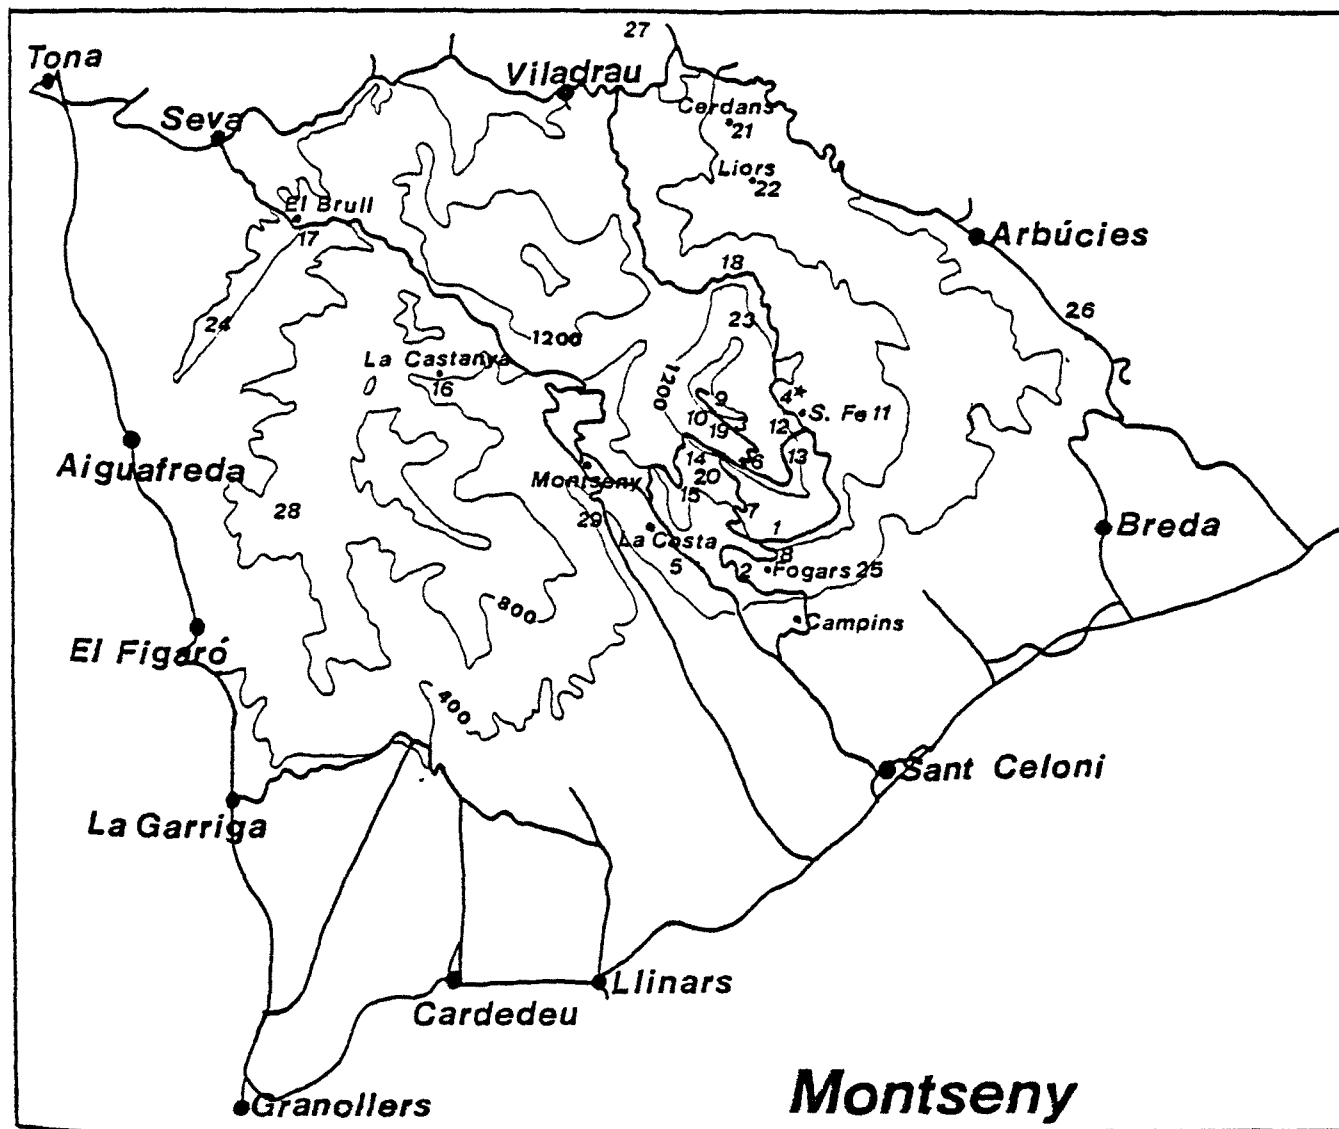 27
Tona
Viladrau
Cerdans
21
Seva
Liors
22
El Brull
17
Arbúcies
18
26
24
23
1200
La Castanya
16
1200
9
4*
S. Fe 11
10
19
12
Aiguafreda
14
*6
13
Montseny
20
15
28
7
29
1
La Costa
Breda
8
5
2
Fogars 25
800
Campins
El Figaró
400
Sant Celoni
La Garriga
Llinars
Cardedeu
Montseny
Granollers